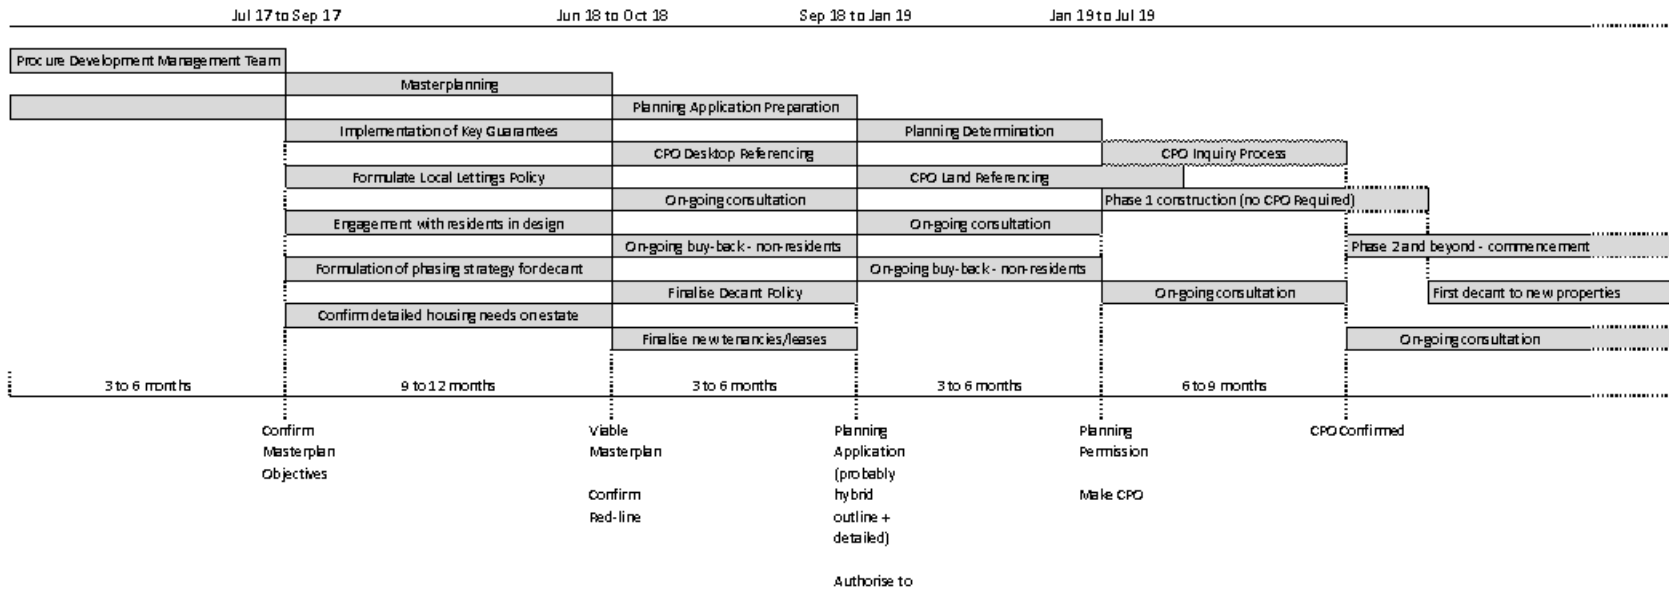 Jul 17 to Sep 17 Jun 18 to Oct 18 Sep 18 to Jan 19 Jan 19 to Jul 19
Procure Development Management Team
Masterplanning
Planning Application Preparation
Implementation of Key Guarantees Planning Determination
CPO Desktop Referencing CPO Inquiry Process
Formulate Local Lettings Policy CPO Land Referencing
On-going consultation Phase 1 construction (no CPO Required)
Engagement with residents in design On-going consultation
On-going buy-back - non-residents Phase 2 and beyond - commencement
Formulation of phasing strategy for decant On-going buy-back - non-residents
Finalise Decant Policy On-going consultation First decant to new properties
Confirm detailed housing needs on estate
Finalise new tenancies/leases On-going consultation
3 to 6 months 9 to 12 months 3 to 6 months 3 to 6 months 6 to 9 months
Confirm
Masterplan
Objectives
Viable
Masterplan
Confirm
Red-line
Planning
Application
(probably
hybrid
outline +
detailed)
Authorise to
Planning
Permission
Make CPO
CPO Confirmed